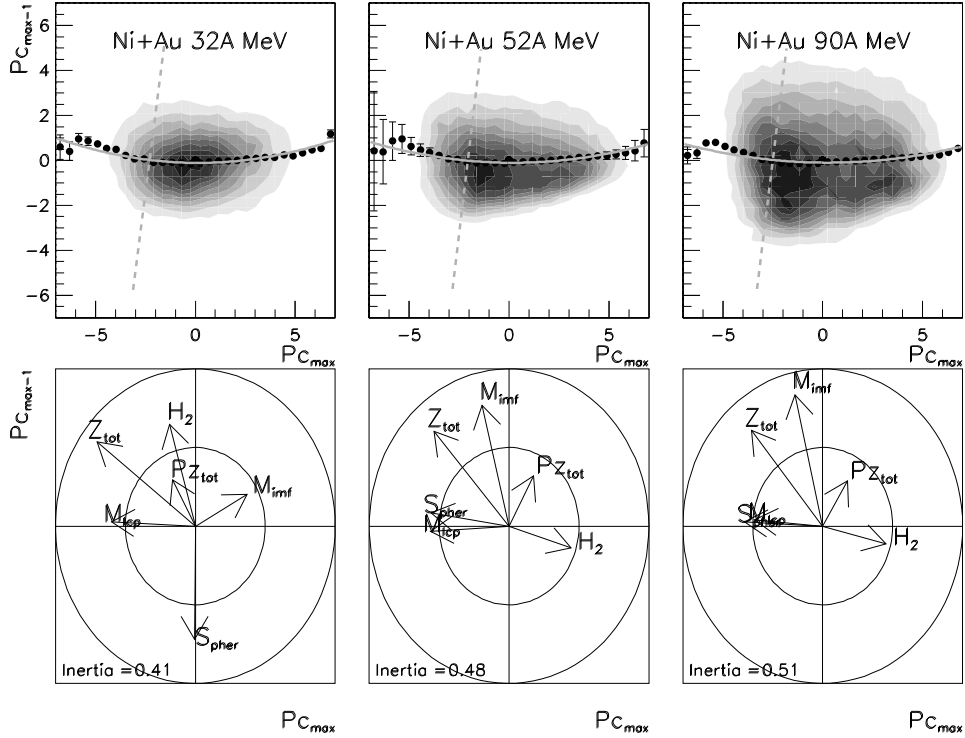 Pc_max-1
Ni+Au 32A MeV
Ni+Au 52A MeV
Ni+Au 90A MeV
6
4
2
0
−2
−4
−6
−5 0 5
−5 0 5
−5 0 5
Pc_max
Pc_max
Pc_max
Pc_max-1
Z_tot
H_2
Pz_tot
M_imf
M_lcp
S_pher
Inertia =0.41
M_imf
Z_tot
Pz_tot
S_pher
M_lcp
H_2
Inertia =0.48
M_imf
Z_tot
Pz_tot
S_pher
M_lcp
H_2
Inertia =0.51
Pc_max
Pc_max
Pc_max